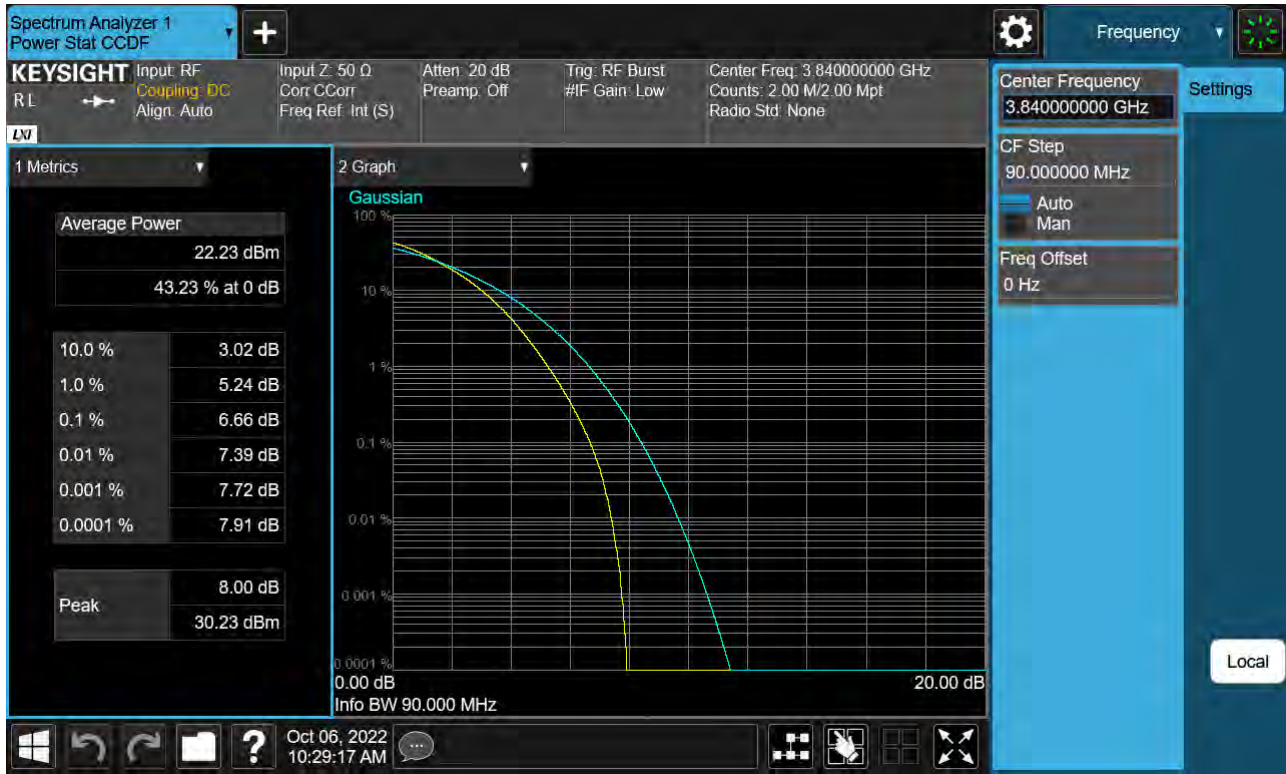 Spectrum Analyzer 1
Power Stat CCDF
+
Frequency
KEYSIGHT
RL
LXI
Input: RF
Coupling: DC
Align: Auto
Input Z: 50 Ω
Corr CCorr
Freq Ref: Int (S)
Atten: 20 dB
Preamp: Off
Trig: RF Burst
#IF Gain: Low
Center Freq: 3.840000000 GHz
Counts: 2.00 M/2.00 Mpt
Radio Std: None
Center Frequency
3.840000000 GHz
Settings
CF Step
90.000000 MHz
Auto
Man
Freq Offset
0 Hz
1 Metrics
Average Power
22.23 dBm
43.23 % at 0 dB
10.0 % 3.02 dB
1.0 % 5.24 dB
0.1 % 6.66 dB
0.01 % 7.39 dB
0.001 % 7.72 dB
0.0001 % 7.91 dB
Peak
8.00 dB
30.23 dBm
2 Graph
Gaussian
100 %
10 %
1 %
0.1 %
0.01 %
0.001 %
0.0001 %
0.00 dB 20.00 dB
Info BW 90.000 MHz
Local
?
Oct 06, 2022
10:29:17 AM